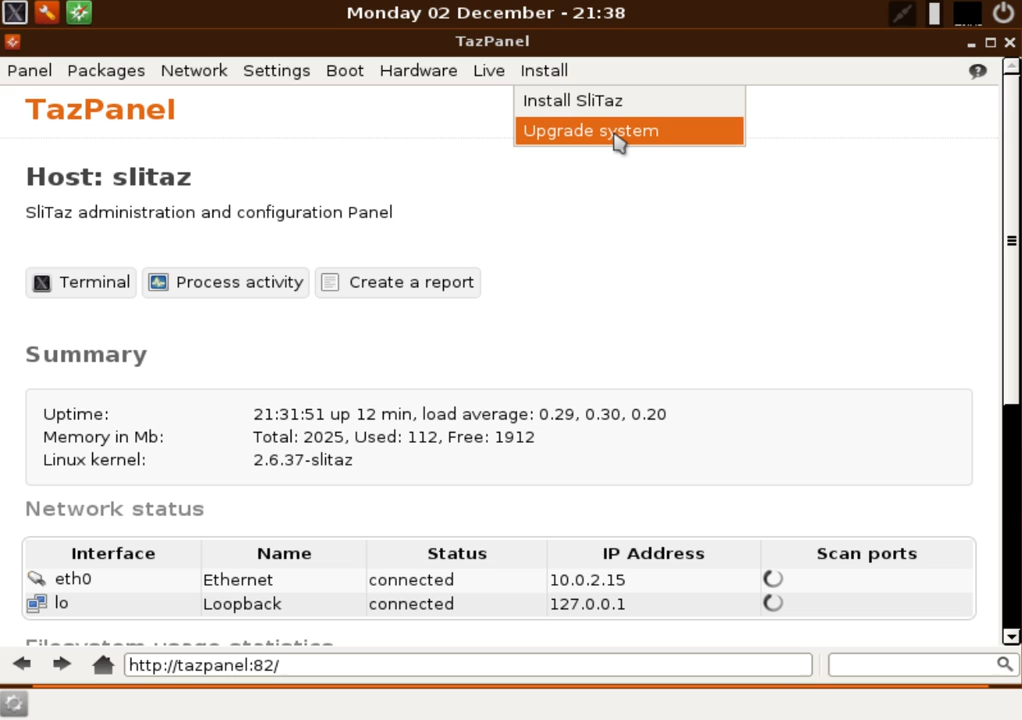 Monday 02 December - 21:38
TazPanel
Panel Packages Network Settings Boot Hardware Live Install
Install SliTaz
Upgrade system
TazPanel
Host: slitaz
SliTaz administration and configuration Panel
Terminal Process activity Create a report
Summary
Uptime: 21:31:51 up 12 min, load average: 0.29, 0.30, 0.20
Memory in Mb: Total: 2025, Used: 112, Free: 1912
Linux kernel: 2.6.37-slitaz
Network status
Interface Name Status IP Address Scan ports
eth0 Ethernet connected 10.0.2.15
lo Loopback connected 127.0.0.1
Filesystem usage statistics
http://tazpanel:82/